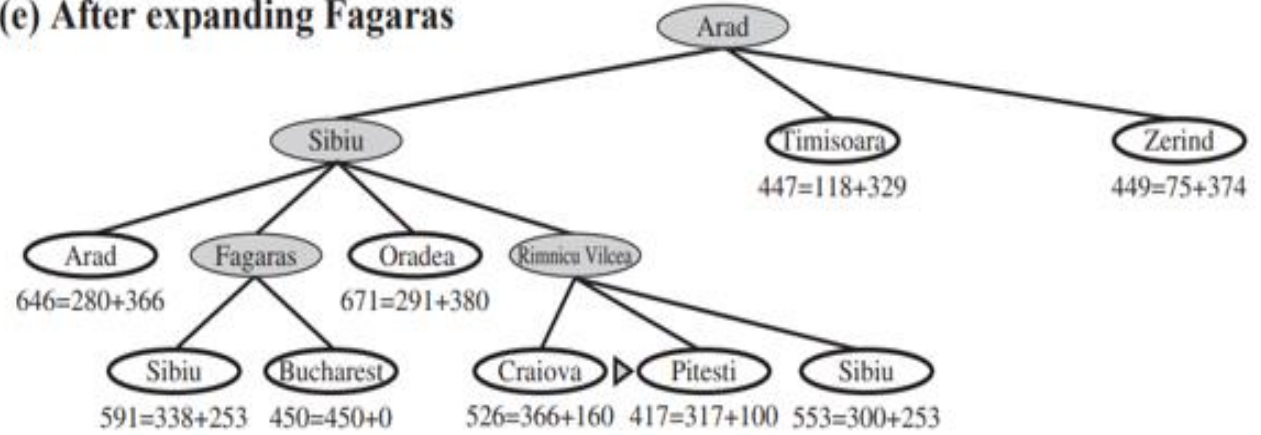 (e) After expanding Fagaras
Arad
Sibiu
Timisoara
Zerind
447=118+329
449=75+374
Arad
Fagaras
Oradea
Rimnicu Vilcea
646=280+366
671=291+380
Sibiu
Bucharest
Craiova
Pitesti
Sibiu
591=338+253
450=450+0
526=366+160
417=317+100
553=300+253